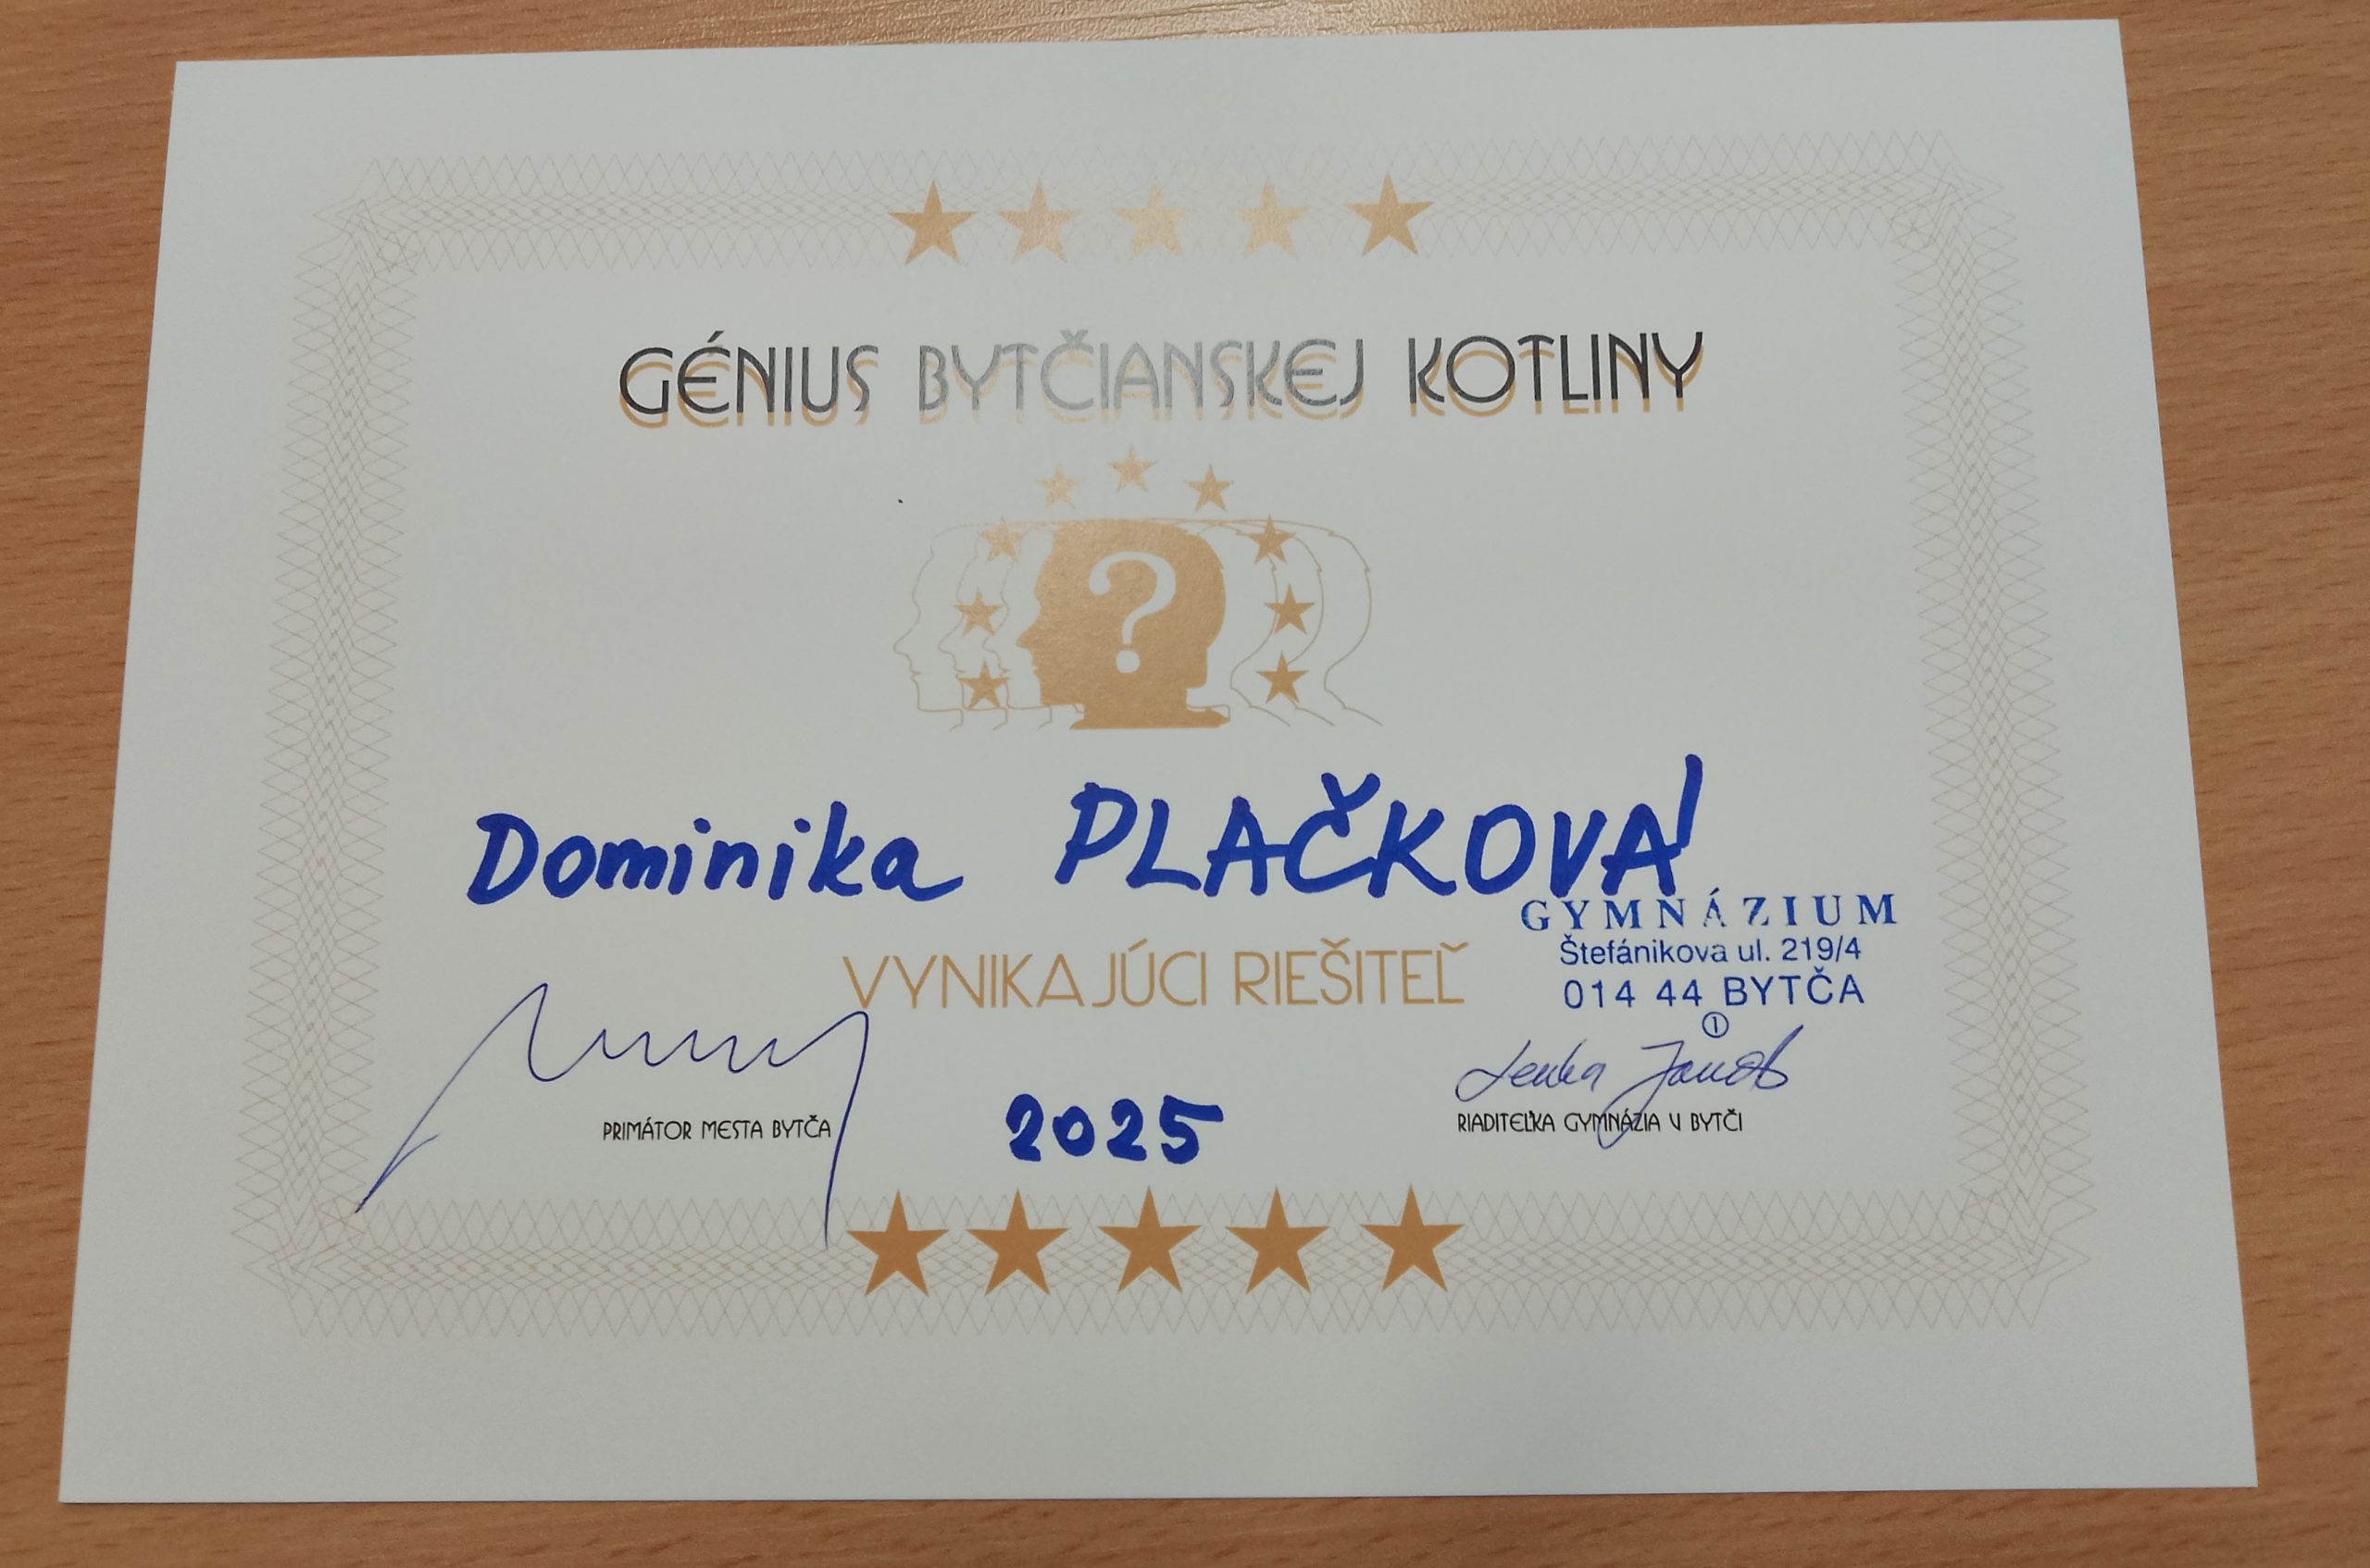 GÉNIUS BYTČIANSKEJ KOTLINY
?
Dominika PLAČKOVÁ
VYNIKAJÚCI RIEŠITEĽ
GYMNÁZIUM
Štefánikova ul. 219/4
014 44 BYTČA
1
Lenka
PRIMÁTOR MESTA BYTČA
2025
RIADITEĽKA GYMNÁZIA V BYTČI